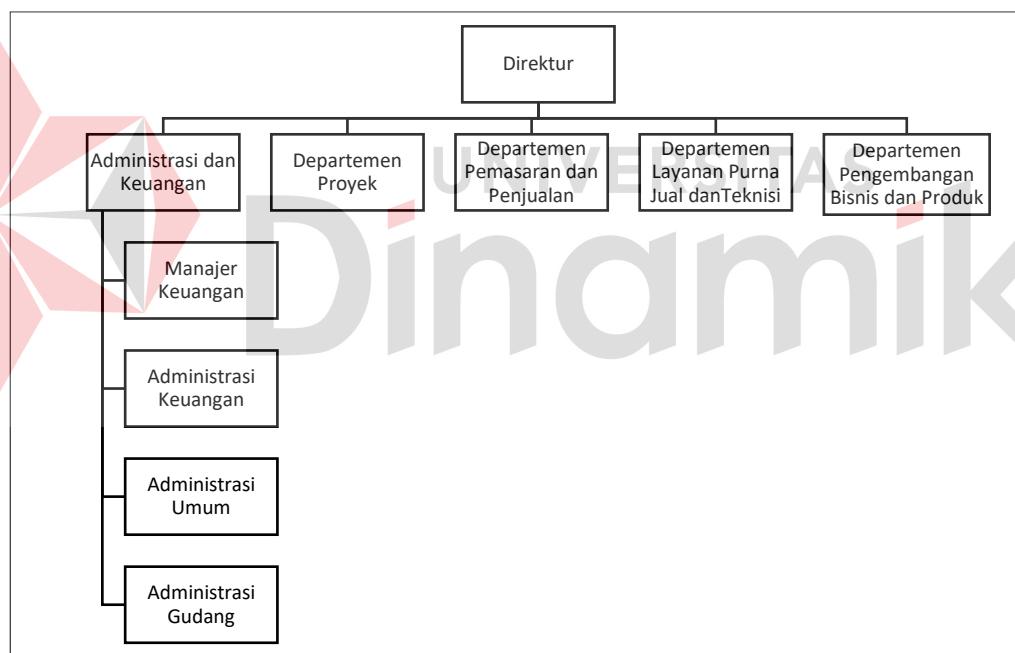 Direktur
Administrasi dan
Keuangan
Departemen
Proyek
Departemen
Pemasaran dan
Penjualan
Departemen
Layanan Purna
Jual danTeknisi
Departemen
Pengembangan
Bisnis dan Produk
Manajer
Keuangan
Administrasi
Keuangan
Administrasi
Umum
Administrasi
Gudang
UNIVERSITAS
Dinamik